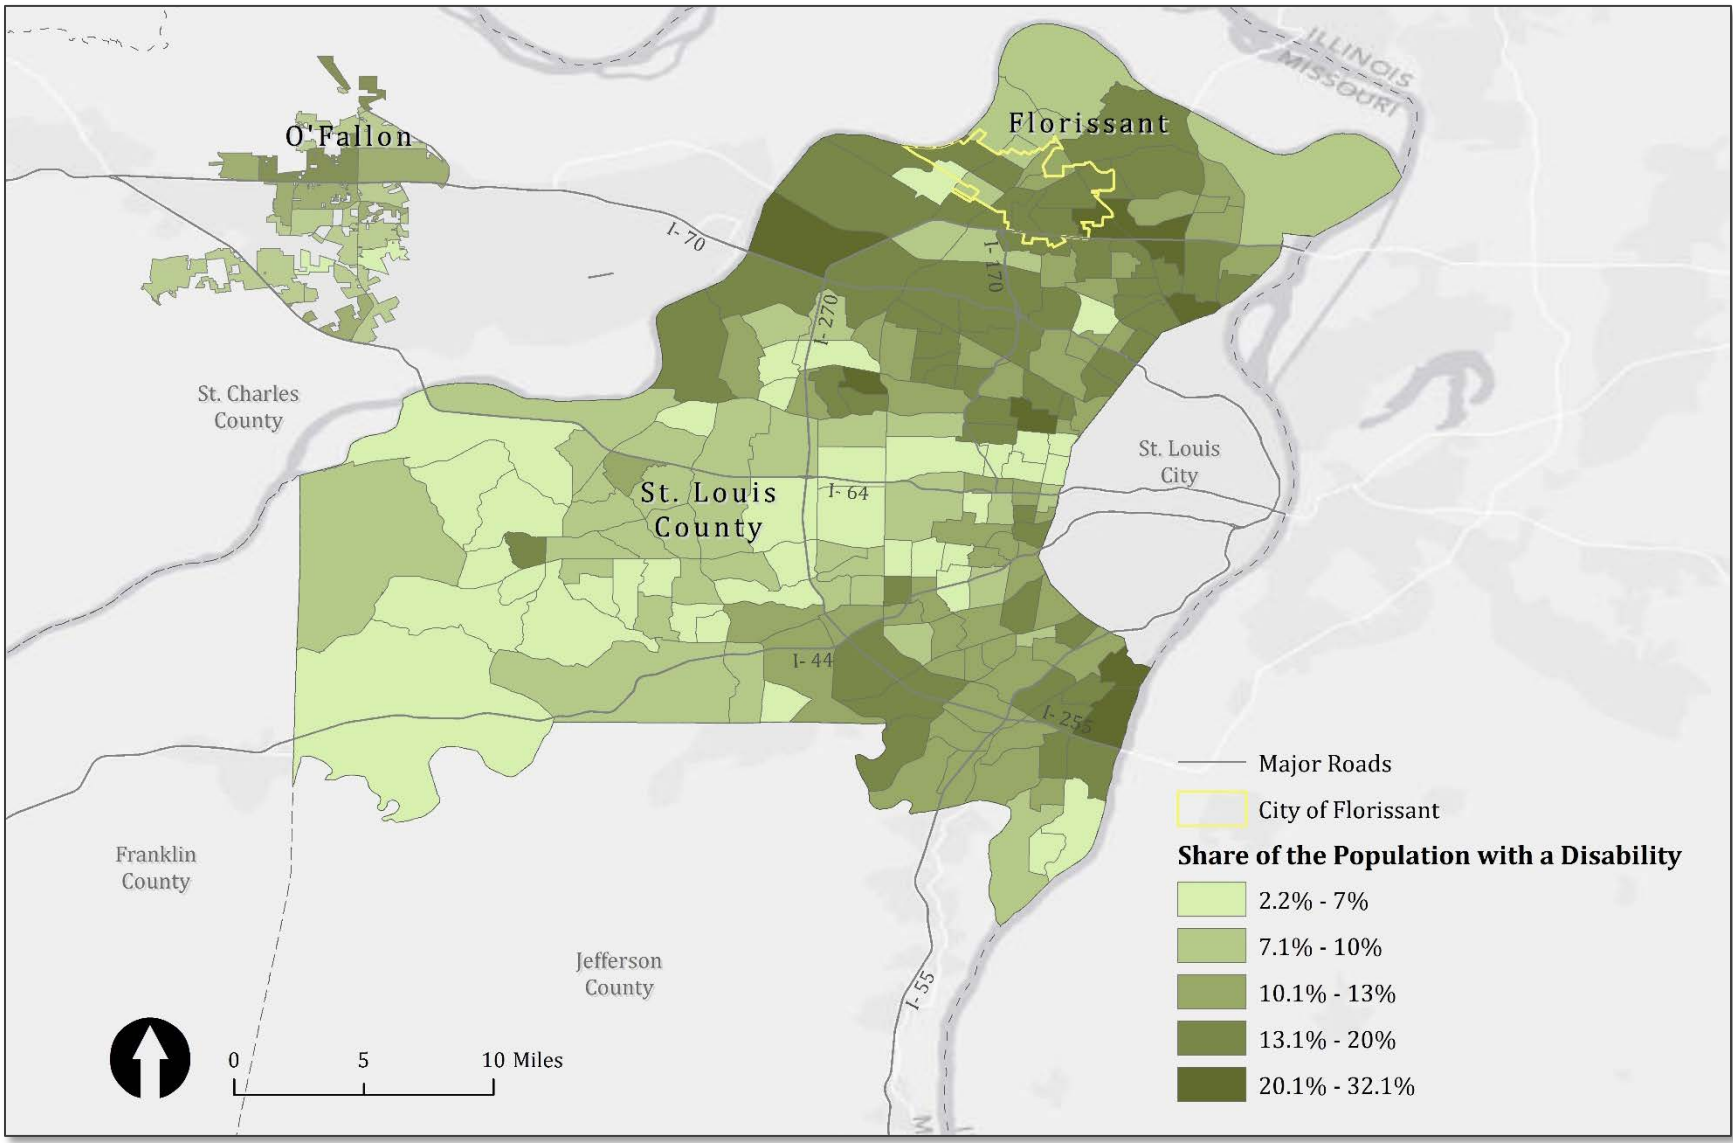 ILLINOIS
MISSOURI
Florissant
O'Fallon
I- 70
I- 170
I- 270
St. Charles
County
St. Louis
City
St. Louis
County
I- 64
I- 44
I- 255
Major Roads
City of Florissant
Share of the Population with a Disability
2.2% - 7%
7.1% - 10%
10.1% - 13%
13.1% - 20%
20.1% - 32.1%
Franklin
County
Jefferson
County
I- 55
0 5 10 Miles